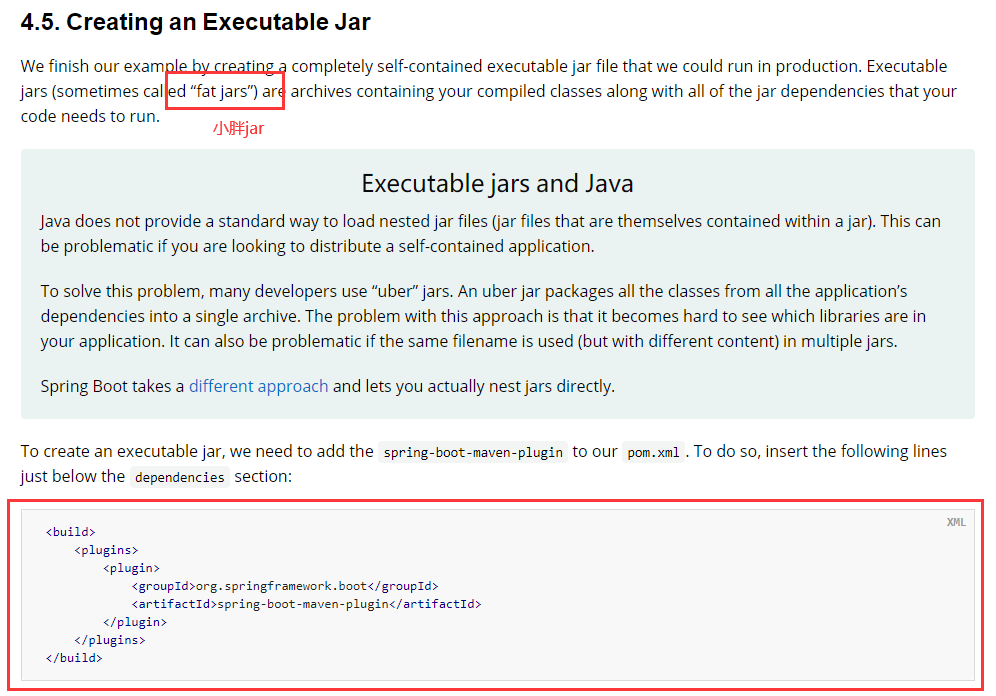 4.5. Creating an Executable Jar
We finish our example by creating a completely self-contained executable jar file that we could run in production. Executable
jars (sometimes called “fat jars”) are archives containing your compiled classes along with all of the jar dependencies that your
code needs to run.
小胖jar
Executable jars and Java
Java does not provide a standard way to load nested jar files (jar files that are themselves contained within a jar). This can
be problematic if you are looking to distribute a self-contained application.
To solve this problem, many developers use “uber” jars. An uber jar packages all the classes from all the application’s
dependencies into a single archive. The problem with this approach is that it becomes hard to see which libraries are in
your application. It can also be problematic if the same filename is used (but with different content) in multiple jars.
Spring Boot takes a different approach and lets you actually nest jars directly.
To create an executable jar, we need to add the spring-boot-maven-plugin to our pom.xml . To do so, insert the following lines
just below the dependencies section:
XML
<build>
    <plugins>
        <plugin>
            <groupId>org.springframework.boot</groupId>
            <artifactId>spring-boot-maven-plugin</artifactId>
        </plugin>
    </plugins>
</build>